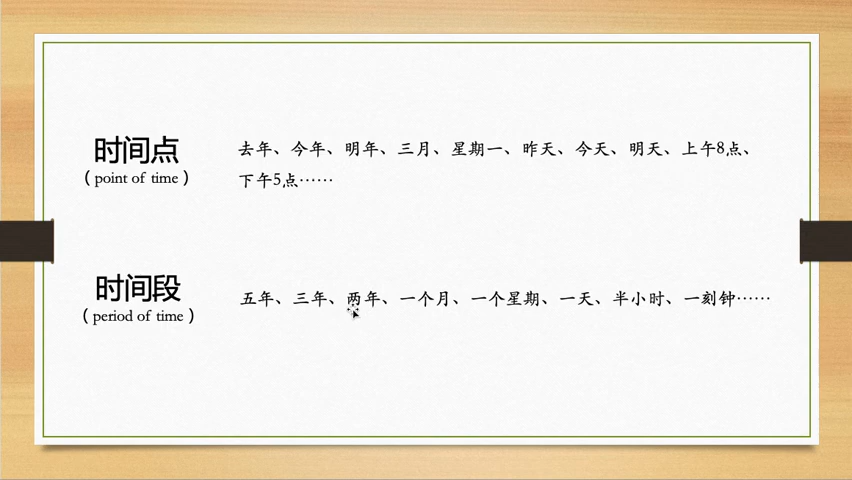 时间点
（point of time）
去年、今年、明年、三月、星期一、昨天、今天、明天、上午8点、
下午5点……
时间段
（period of time）
五年、三年、两年、一个月、一个星期、一天、半小时、一刻钟……